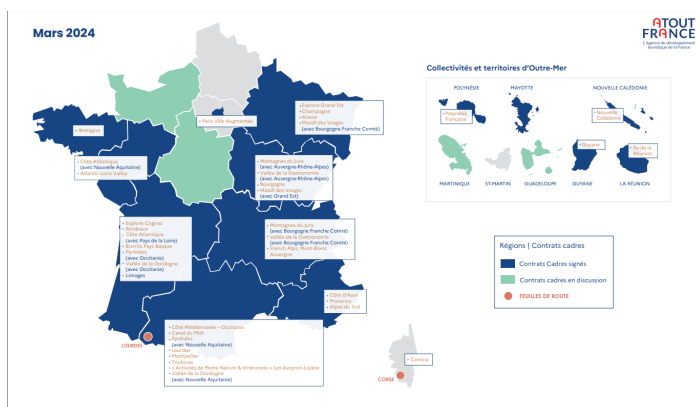 Mars 2024
ATOUT
FRANCE
L'Agence de développement
touristique de la France
Collectivités et territoires d'Outre-Mer
POLYNÉSIE
MAYOTTE
NOUVELLE CALÉDONIE
• Polynésie
française
• Nouvelle
Calédonie
• Guyane
• Île de la
Réunion
MARTINIQUE
ST-MARTIN
GUADELOUPE
GUYANE
LA RÉUNION
• Explore Grand Est
• Champagne
• Alsace
• Massif des Vosges
(avec Bourgogne Franche Comté)
• Paris Ville Augmentée
• Bretagne
• Côte Atlantique
(avec Nouvelle Aquitaine)
• Atlantic Loire Valley
• Montagnes du Jura
(avec Auvergne-Rhône-Alpes)
• Vallée de la Gastronomie
(avec Auvergne-Rhône-Alpes)
• Bourgogne
• Massif des Vosges
(avec Grand Est)
• Explore Cognac
• Bordeaux
• Côte Atlantique
(avec Pays de la Loire)
• Biarritz Pays Basque
• Pyrénées
(avec Occitanie)
• Vallée de la Dordogne
(avec Occitanie)
• Limoges
• Montagnes du Jura
(avec Bourgogne Franche Comté)
• Vallée de la Gastronomie
(avec Bourgogne Franche Comté)
• French Alps, Mont-Blanc,
Auvergne
• Côte d'Azur
• Provence
• Alpes du Sud
• Côté Méditerranée – Occitanie
• Canal du Midi
• Pyrénées
(avec Nouvelle Aquitaine)
• Lourdes
• Montpellier
• Toulouse
• « Activités de Pleine Nature & Itinérances » Lot-Aveyron-Lozère
• Vallée de la Dordogne
(avec Nouvelle Aquitaine)
LOURDES
• Corsica
CORSE
Régions | Contrats cadres
Contrats Cadres signés
Contrats cadres en discussion
FEUILLES DE ROUTE